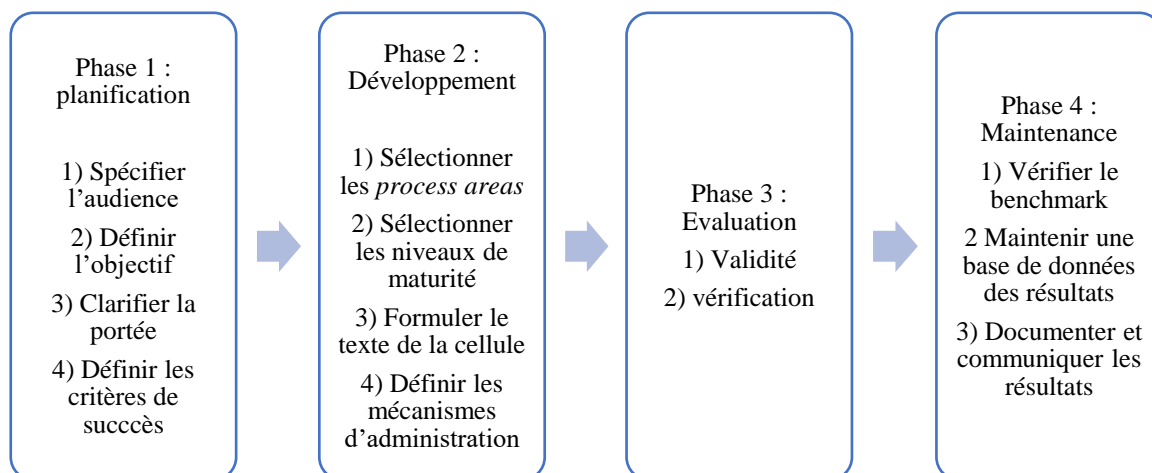 Phase 1 :
planification
1) Spécifier
l’audience
2) Définir
l’objectif
3) Clarifier la
portée
4) Définir les
critères de
succcès
Phase 2 :
Développement
1) Sélectionner
les process areas
2) Sélectionner
les niveaux de
maturité
3) Formuler le
texte de la cellule
4) Définir les
mécanismes
d’administration
Phase 3 :
Evaluation
1) Validité
2) vérification
Phase 4 :
Maintenance
1) Vérifier le
benchmark
2 Maintenir une
base de données
des résultats
3) Documenter et
communiquer les
résultats